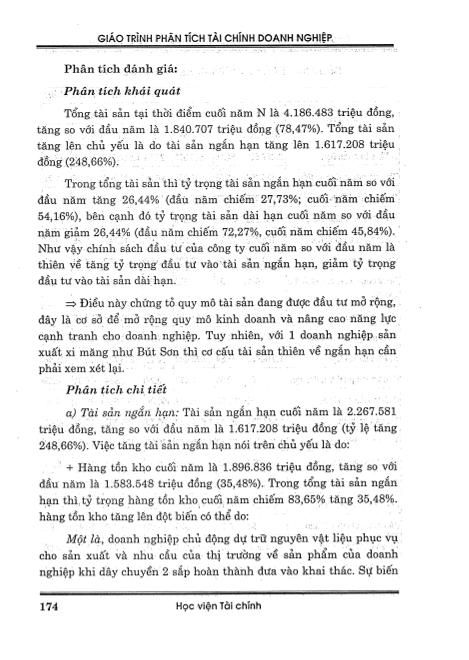 GIÁO TRÌNH PHÂN TÍCH TÀI CHÍNH DOANH NGHIỆP
Phân tích đánh giá:
Phân tích khái quát
Tổng tài sản tại thời điểm cuối năm N là 4.186.483 triệu đồng,
tăng so với đầu năm là 1.840.707 triệu đồng (78,47%). Tổng tài sản
tăng lên chủ yếu là do tài sản ngắn hạn tăng lên 1.617.208 triệu
đồng (248,66%).
Trong tổng tài sản thì tỷ trọng tài sản ngắn hạn cuối năm so với
đầu năm tăng 26,44% (đầu năm chiếm 27,73%; cuối năm chiếm
54,16%), bên cạnh đó tỷ trọng tài sản dài hạn cuối năm so với đầu
năm giảm 26,44% (đầu năm chiếm 72,27%, cuối năm chiếm 45,84%).
Như vậy chính sách đầu tư của công ty cuối năm so với đầu năm là
thiên về tăng tỷ trọng đầu tư vào tài sản ngắn hạn, giảm tỷ trọng
đầu tư vào tài sản dài hạn.
⇒ Điều này chứng tỏ quy mô tài sản đang được đầu tư mở rộng,
đây là cơ sở để mở rộng quy mô kinh doanh và nâng cao năng lực
cạnh tranh cho doanh nghiệp. Tuy nhiên, với 1 doanh nghiệp sản
xuất xi măng như Bút Sơn thì cơ cấu tài sản thiên về ngắn hạn cần
phải xem xét lại.
Phân tích chi tiết
a) Tài sản ngắn hạn: Tài sản ngắn hạn cuối năm là 2.267.581
triệu đồng, tăng so với đầu năm là 1.617.208 triệu đồng (tỷ lệ tăng
248,66%). Việc tăng tài sản ngắn hạn nói trên chủ yếu là do:
+ Hàng tồn kho cuối năm là 1.896.836 triệu đồng, tăng so với
đầu năm là 1.583.548 triệu đồng (35,48%). Trong tổng tài sản ngắn
hạn thì tỷ trọng hàng tồn kho cuối năm chiếm 83,65% tăng 35,48%.
hàng tồn kho tăng lên đột biến có thể do:
Một là, doanh nghiệp chủ động dự trữ nguyên vật liệu phục vụ
cho sản xuất và nhu cầu của thị trường về sản phẩm của doanh
nghiệp khi dây chuyền 2 sắp hoàn thành đưa vào khai thác. Sự biến
174 Học viện Tài chính